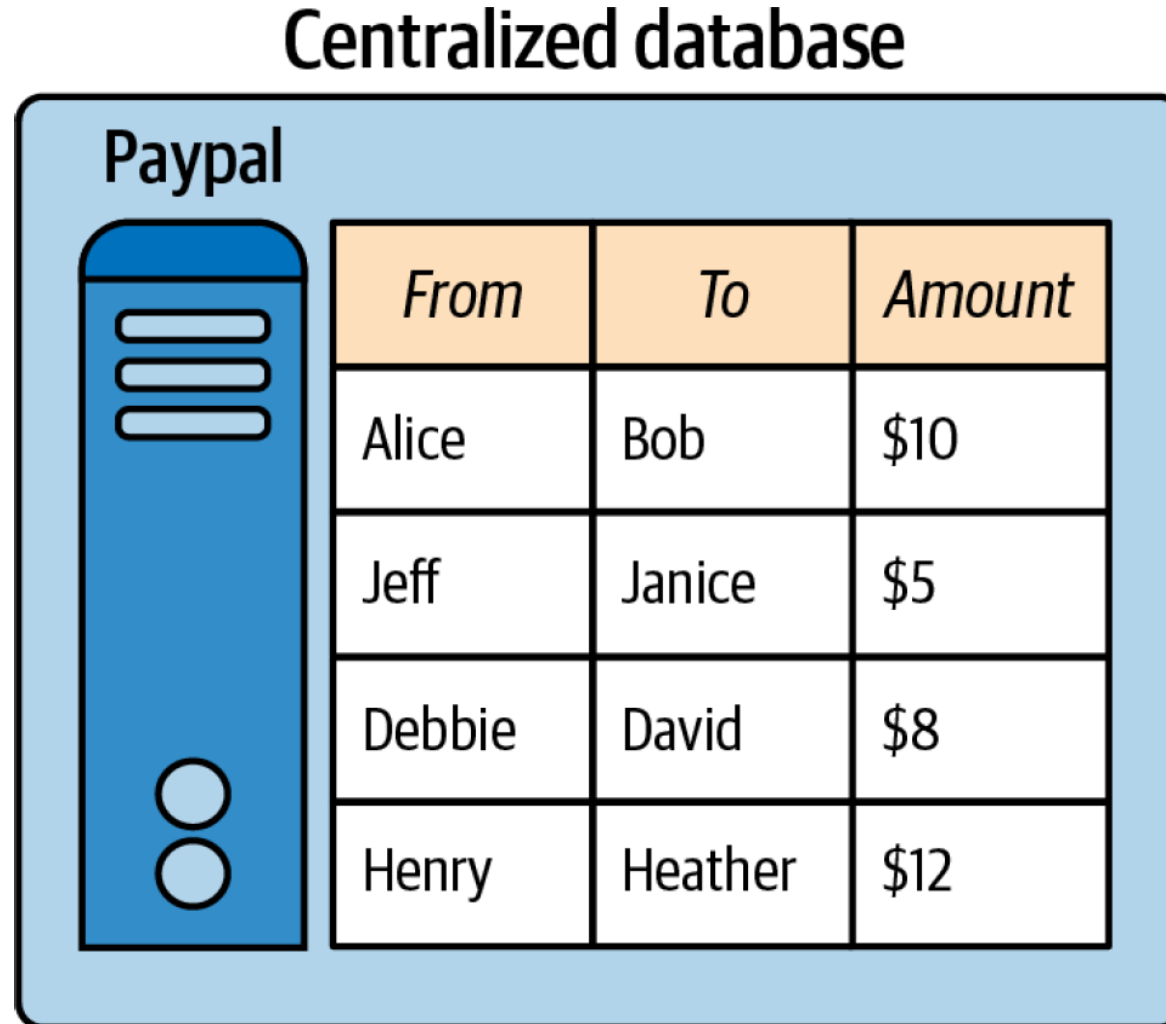 Centralized database
Paypal
From To Amount
Alice Bob $10
Jeff Janice $5
Debbie David $8
Henry Heather $12